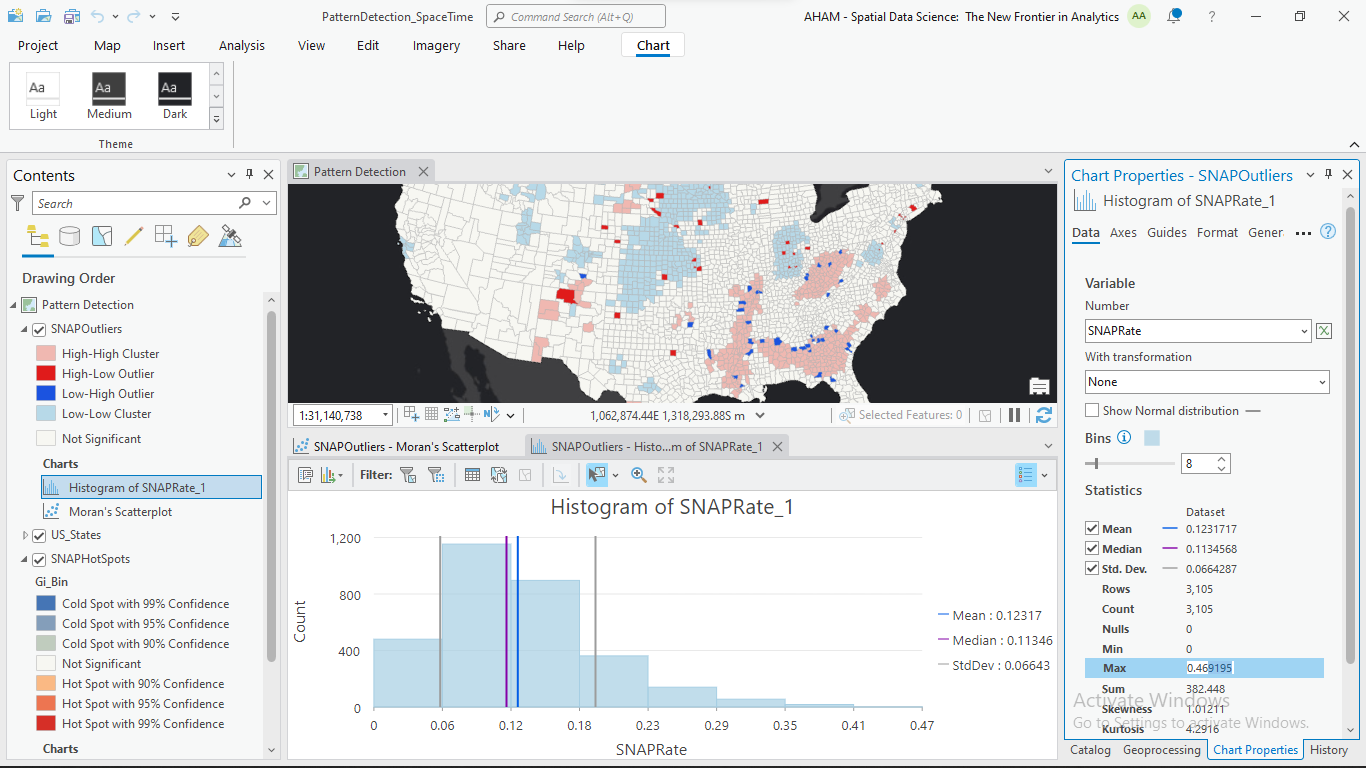 PatternDetection_SpaceTime
Command Search (Alt+Q)
AHAM - Spatial Data Science: The New Frontier in Analytics
AA
?
Project
Map
Insert
Analysis
View
Edit
Imagery
Share
Help
Chart
Aa
Aa
Aa
Light
Medium
Dark
Theme
Contents
Search
Drawing Order
Pattern Detection
SNAPOutliers
High-High Cluster
High-Low Outlier
Low-High Outlier
Low-Low Cluster
Not Significant
Charts
Histogram of SNAPRate_1
Moran's Scatterplot
US_States
SNAPHotSpots
Gi_Bin
Cold Spot with 99% Confidence
Cold Spot with 95% Confidence
Cold Spot with 90% Confidence
Not Significant
Hot Spot with 90% Confidence
Hot Spot with 95% Confidence
Hot Spot with 99% Confidence
Charts
Pattern Detection
1:31,140,738
1,062,874.44E 1,318,293.88S m
Selected Features: 0
SNAPOutliers - Moran's Scatterplot
SNAPOutliers - Histo...m of SNAPRate_1
Filter:
Histogram of SNAPRate_1
1,200
800
400
0
Count
0
0.06
0.12
0.18
0.23
0.29
0.35
0.41
0.47
SNAPRate
Mean : 0.12317
Median : 0.11346
StdDev : 0.06643
Chart Properties - SNAPOutliers
Histogram of SNAPRate_1
Data
Axes
Guides
Format
Gener
...
?
Variable
Number
SNAPRate
With transformation
None
Show Normal distribution
Bins
8
Statistics
Dataset
Mean 0.1231717
Median 0.1134568
Std. Dev. 0.0664287
Rows 3,105
Count 3,105
Nulls 0
Min 0
Max 0.469195
Sum 382.448
Skewness 1.01211
Kurtosis 4.2916
Activate Windows
Go to Settings to activate Windows.
Catalog
Geoprocessing
Chart Properties
History